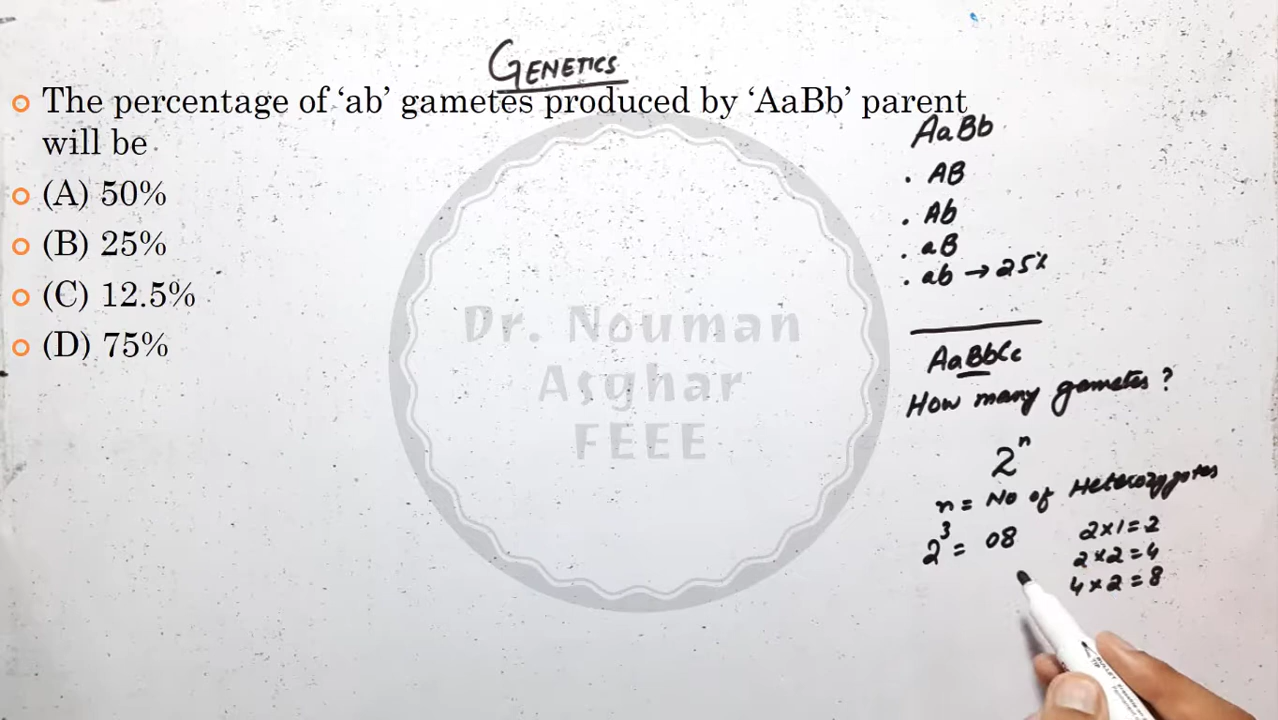 GENETICS
The percentage of ‘ab’ gametes produced by ‘AaBb’ parent
will be
(A) 50%
(B) 25%
(C) 12.5%
(D) 75%
Dr. Nouman
Asghar
FEEE
AaBb
. AB
. Ab
. aB
. ab → 25%
AaBbCc
How many gametes ?
2ⁿ
n = No of Heterozygotes
2³ = 08
2×1=2
2×2=4
4×2=8